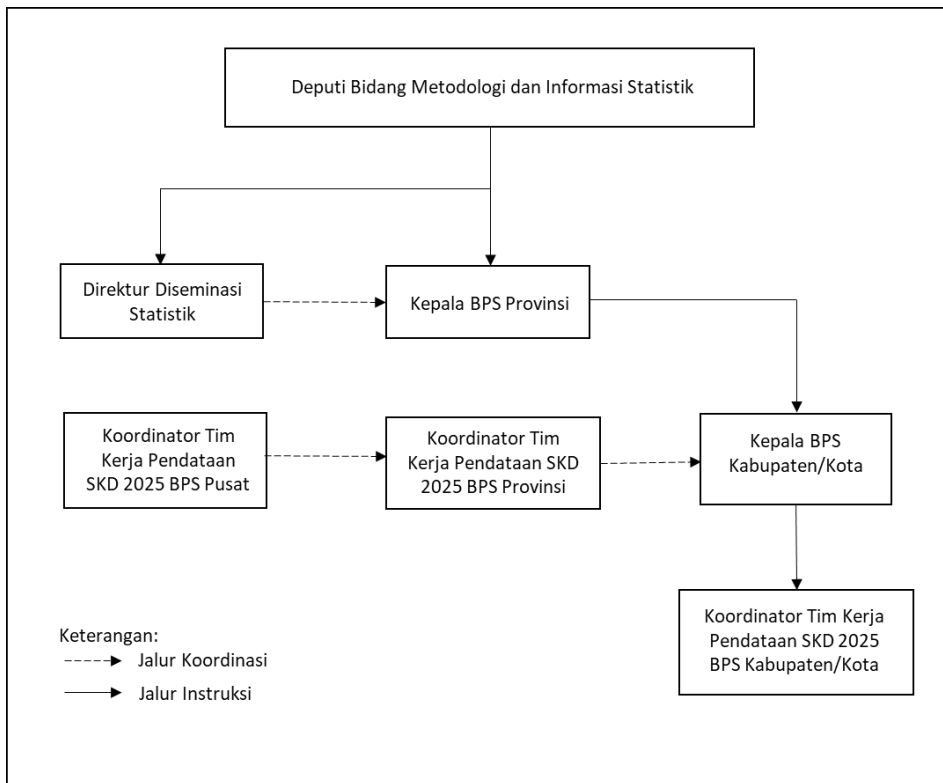 Deputi Bidang Metodologi dan Informasi Statistik
Direktur Diseminasi
Statistik
Kepala BPS Provinsi
Koordinator Tim
Kerja Pendataan
SKD 2025 BPS Pusat
Koordinator Tim
Kerja Pendataan SKD
2025 BPS Provinsi
Kepala BPS
Kabupaten/Kota
Koordinator Tim Kerja
Pendataan SKD 2025
BPS Kabupaten/Kota
Keterangan:
Jalur Koordinasi
Jalur Instruksi